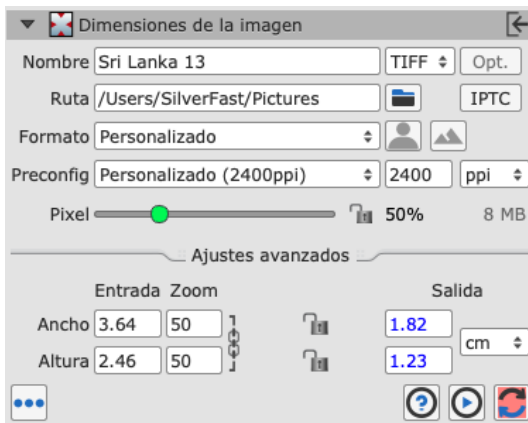 Dimensiones de la imagen
Nombre Sri Lanka 13 TIFF Opt.
Ruta /Users/SilverFast/Pictures IPTC
Formato Personalizado
Preconfig Personalizado (2400ppi) 2400 ppi
Pixel 50% 8 MB
Ajustes avanzados
Entrada Zoom Salida
Ancho 3.64 50 1.82
cm
Altura 2.46 50 1.23
?